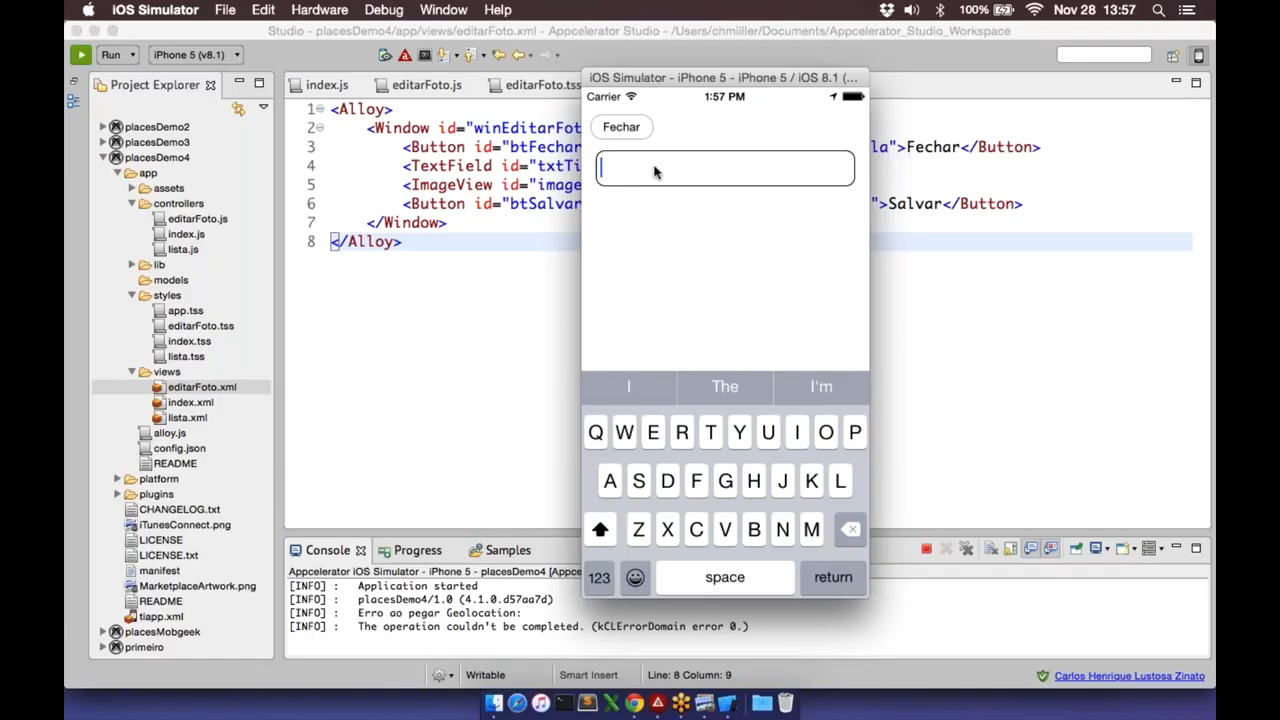 iOS Simulator File Edit Hardware Debug Window Help 100% Nov 28 13:57
Studio - placesDemo4/app/views/editarFoto.xml - Appcelerator Studio - /Users/chmiller/Documents/Appcelerator_Studio_Workspace
Run iPhone 5 (v8.1)
Project Explorer
placesDemo2
placesDemo3
placesDemo4
app
assets
controllers
editarFoto.js
index.js
lista.js
lib
models
styles
app.tss
editarFoto.tss
index.tss
lista.tss
views
editarFoto.xml
index.xml
lista.xml
alloy.js
config.json
README
platform
plugins
CHANGELOG.txt
iTunesConnect.png
LICENSE
LICENSE.txt
manifest
MarketplaceArtwork.png
README
tiapp.xml
placesMobgeek
primeiro
index.js editarFoto.js editarFoto.tss
1 <Alloy>
2 <Window id="winEditarFot
3 <Button id="btFechar la">Fechar</Button>
4 <TextField id="txtTi
5 <ImageView id="image
6 <Button id="btSalvar ">Salvar</Button>
7 </Window>
8 </Alloy>
iOS Simulator - iPhone 5 - iPhone 5 / iOS 8.1 (...
Carrier 1:57 PM
Fechar
I The I'm
Q W E R T Y U I O P
A S D F G H J K L
Z X C V B N M
123 space return
Console Progress Samples
Appcelerator iOS Simulator - iPhone 5 - placesDemo4 [Appce
[INFO] : Application started
[INFO] : placesDemo4/1.0 (4.1.0.d57aa7d)
[INFO] : Erro ao pegar Geolocation:
[INFO] : The operation couldn't be completed. (kCLErrorDomain error 0.)
Writable Smart Insert Line: 8 Column: 9 Carlos Henrique Lustosa Zinato